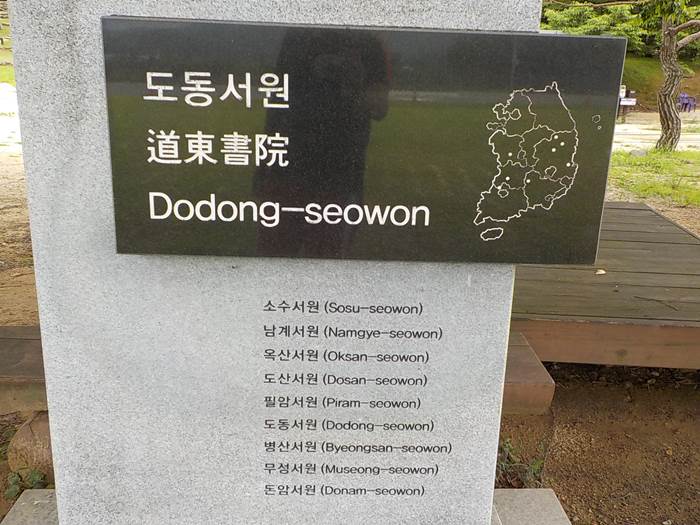 도동서원
道東書院
Dodong-seowon
소수서원 (Sosu-seowon)
남계서원 (Namgye-seowon)
옥산서원 (Oksan-seowon)
도산서원 (Dosan-seowon)
필암서원 (Piram-seowon)
도동서원 (Dodong-seowon)
병산서원 (Byeongsan-seowon)
무성서원 (Museong-seowon)
돈암서원 (Donam-seowon)